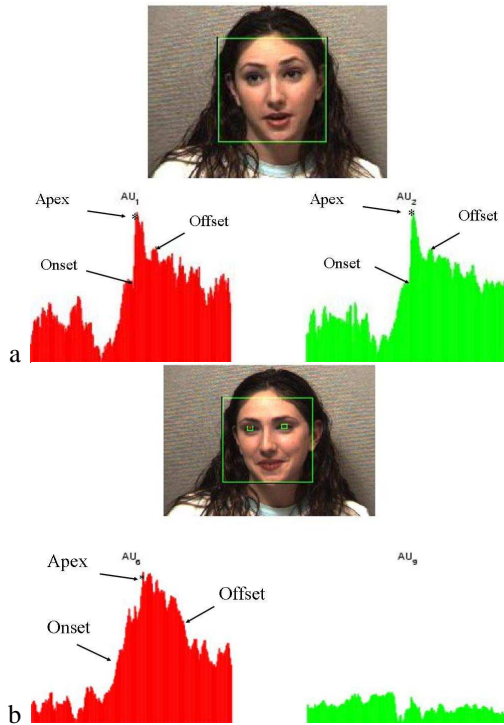 AU1 AU2
Apex Apex
Offset Offset
Onset Onset
a
AU6 AU9
Apex
Offset
Onset
b